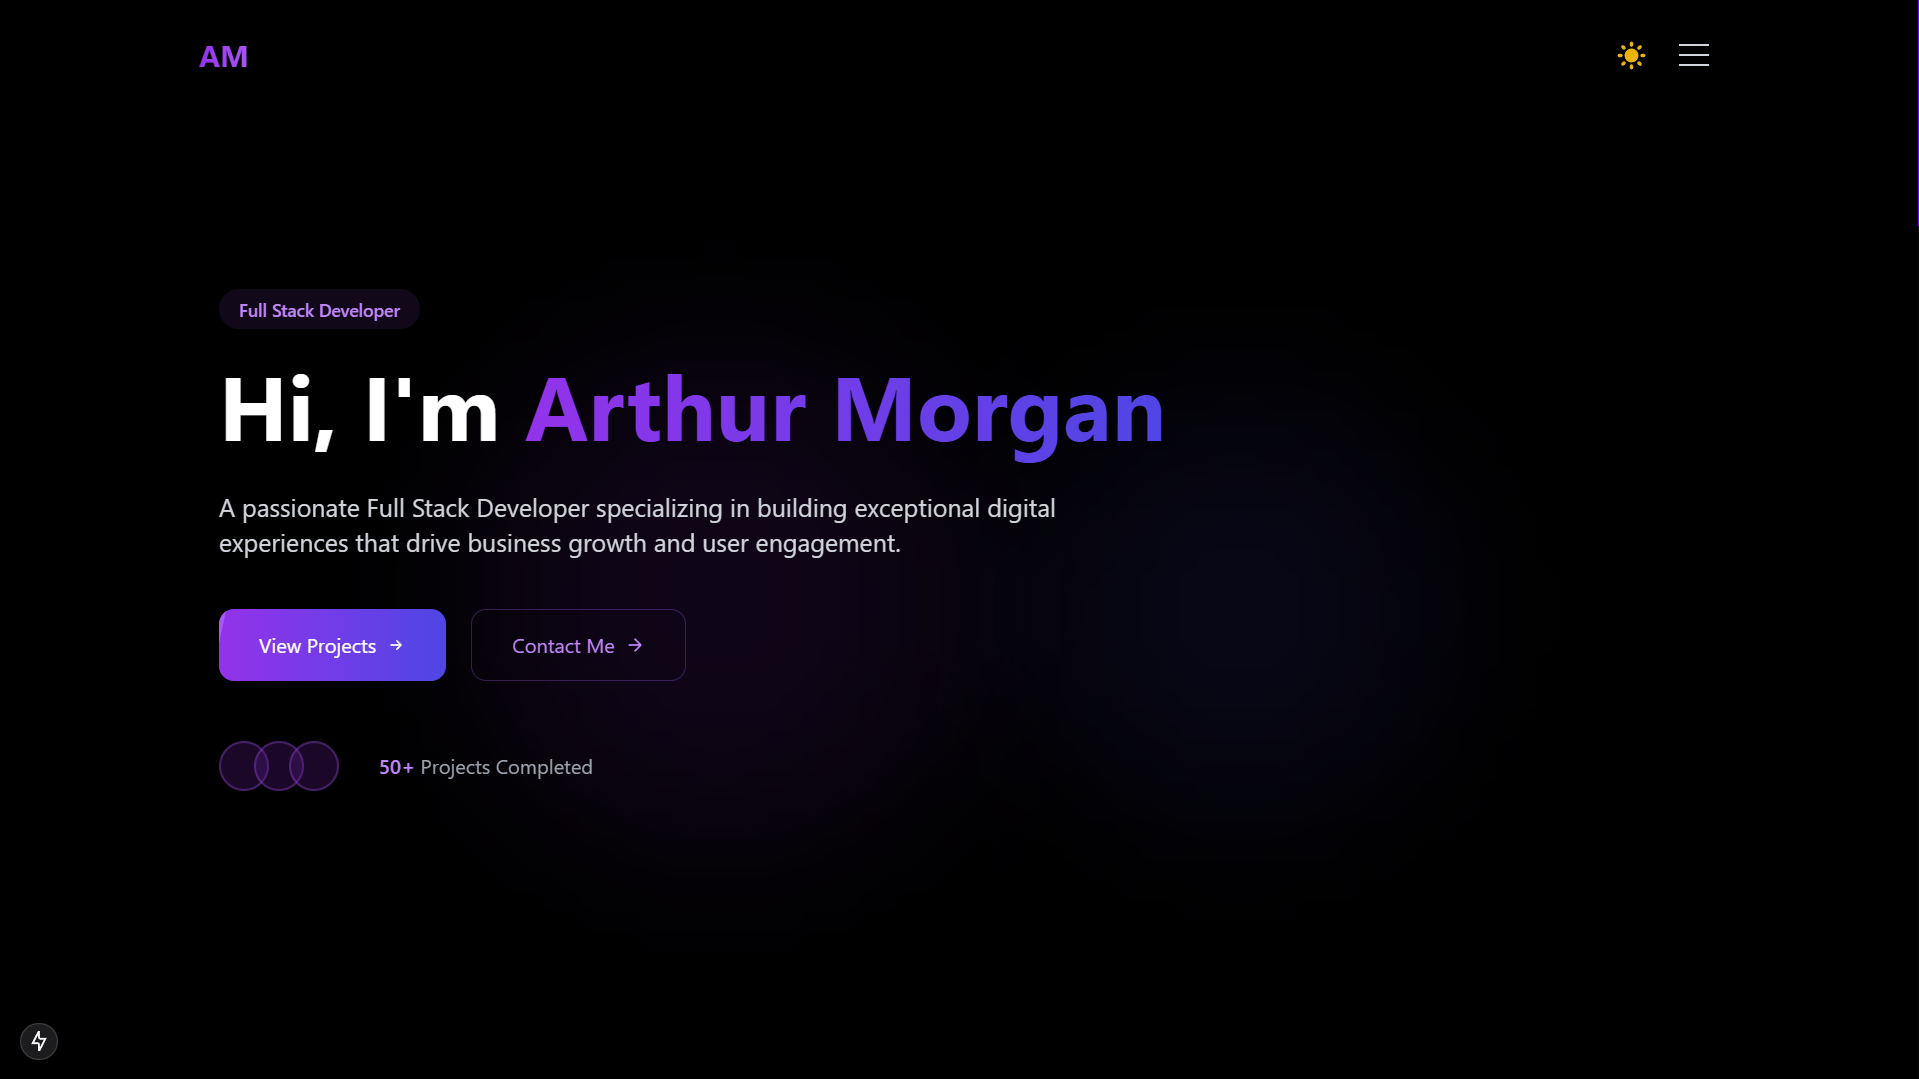 AM
Full Stack Developer
Hi, I'm Arthur Morgan
A passionate Full Stack Developer specializing in building exceptional digital
experiences that drive business growth and user engagement.
View Projects →
Contact Me →
50+ Projects Completed